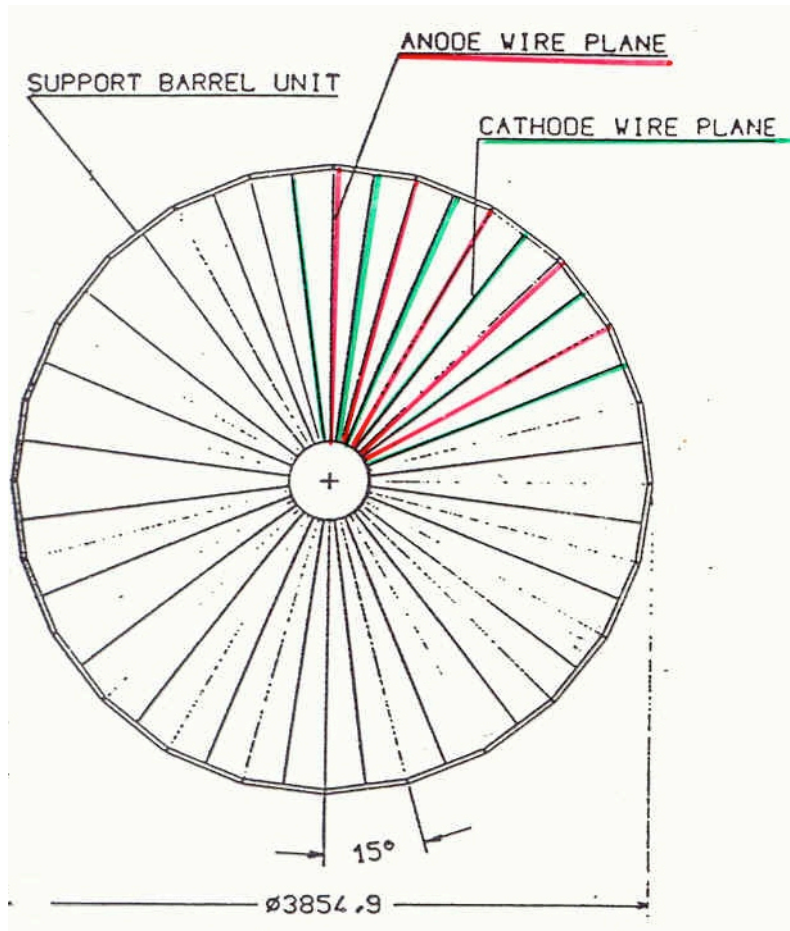 ANODE WIRE PLANE
SUPPORT BARREL UNIT
CATHODE WIRE PLANE
15°
ø3854,9